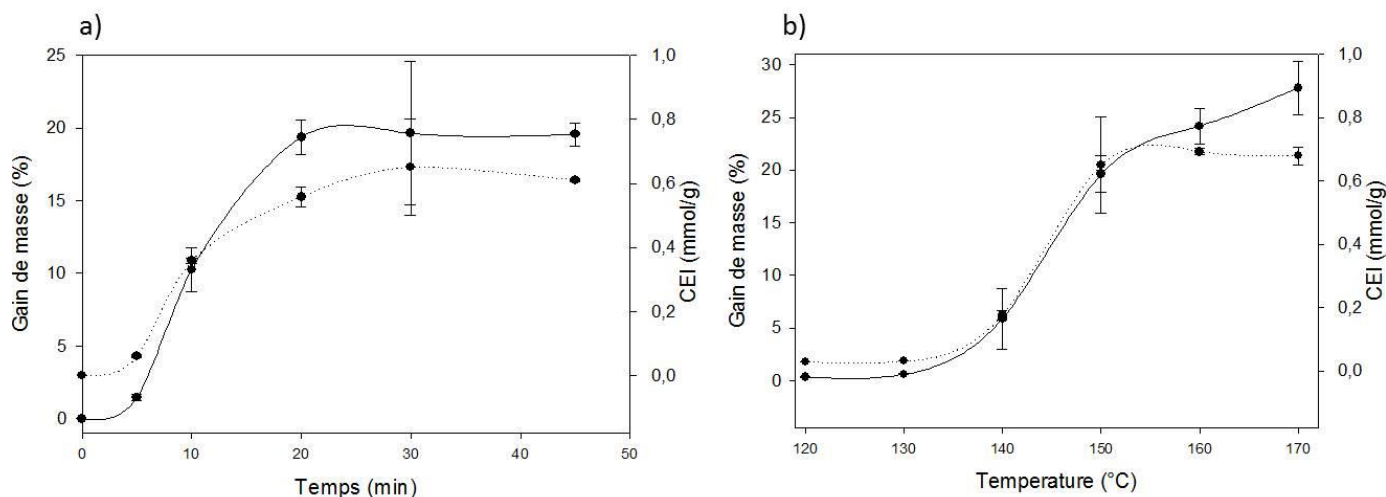 a)
Gain de masse (%)
25
20
15
10
5
0
1,0
0,8
0,6
0,4
0,2
0,0
CEI (mmol/g)
0 10 20 30 40 50
Temps (min)
b)
Gain de masse (%)
30
25
20
15
10
5
0
1,0
0,8
0,6
0,4
0,2
0,0
CEI (mmol/g)
120 130 140 150 160 170
Temperature (°C)